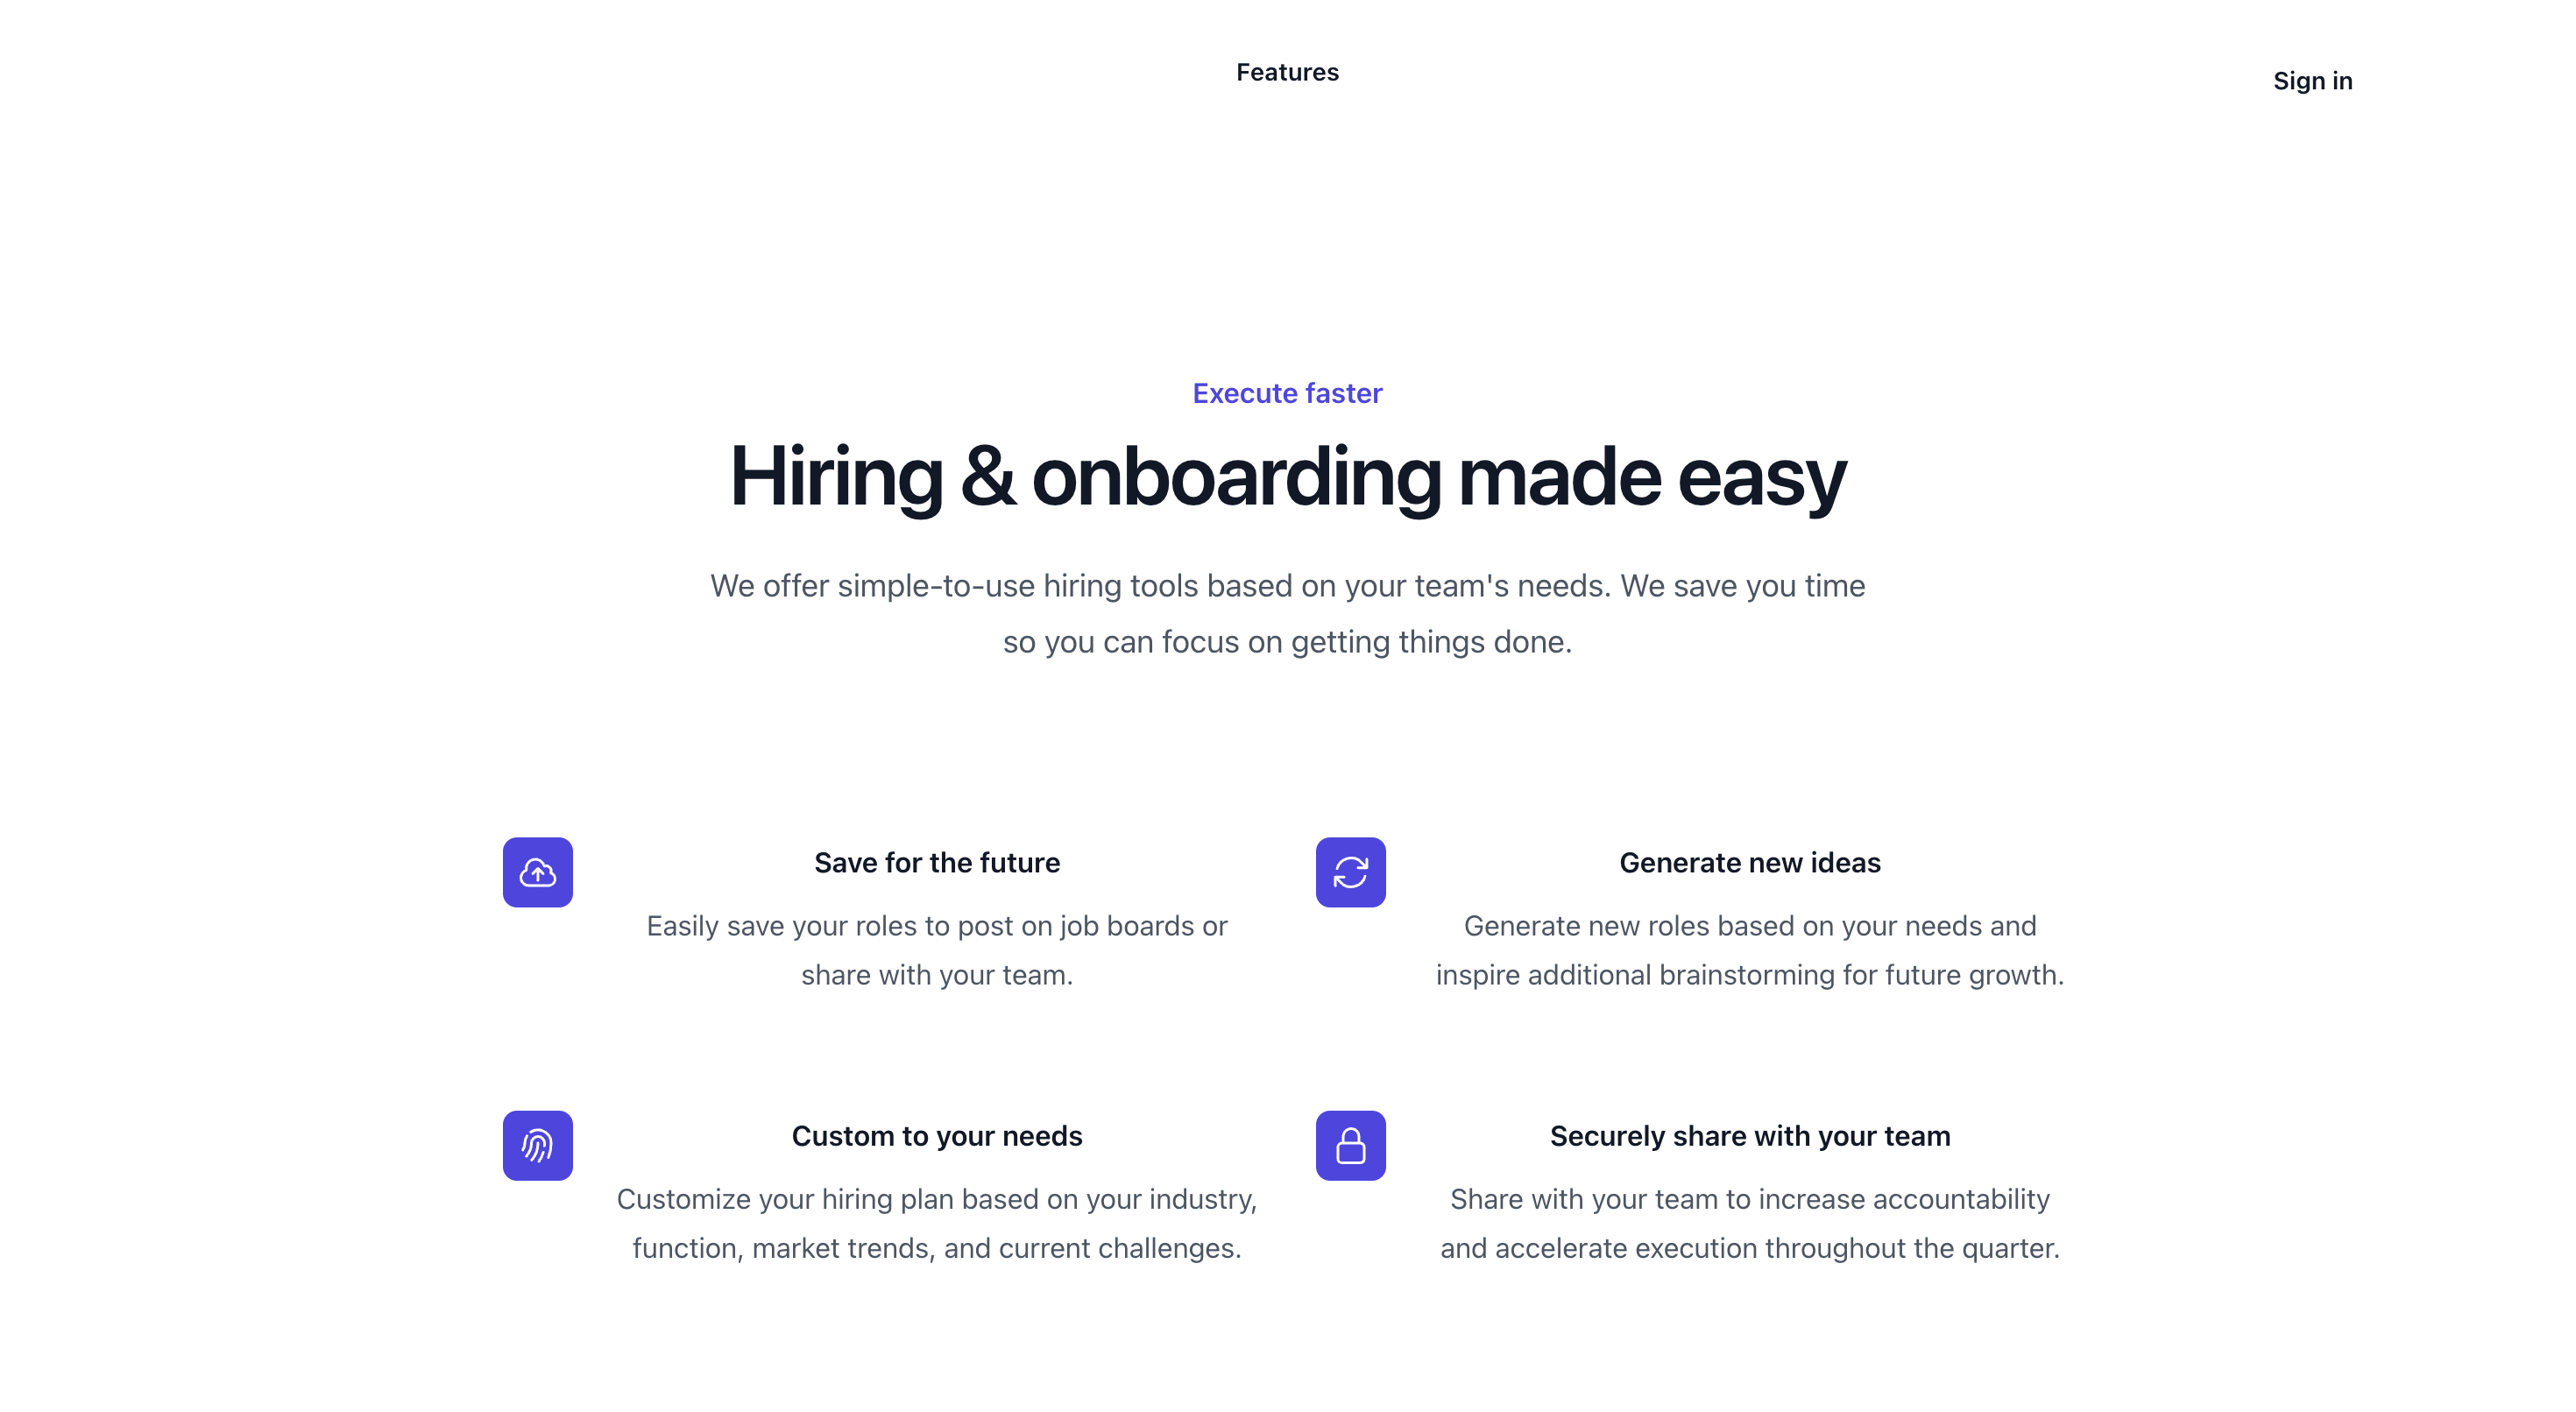 Features
Sign in
Execute faster
Hiring & onboarding made easy
We offer simple-to-use hiring tools based on your team's needs. We save you time
so you can focus on getting things done.
Save for the future
Easily save your roles to post on job boards or
share with your team.
Generate new ideas
Generate new roles based on your needs and
inspire additional brainstorming for future growth.
Custom to your needs
Customize your hiring plan based on your industry,
function, market trends, and current challenges.
Securely share with your team
Share with your team to increase accountability
and accelerate execution throughout the quarter.